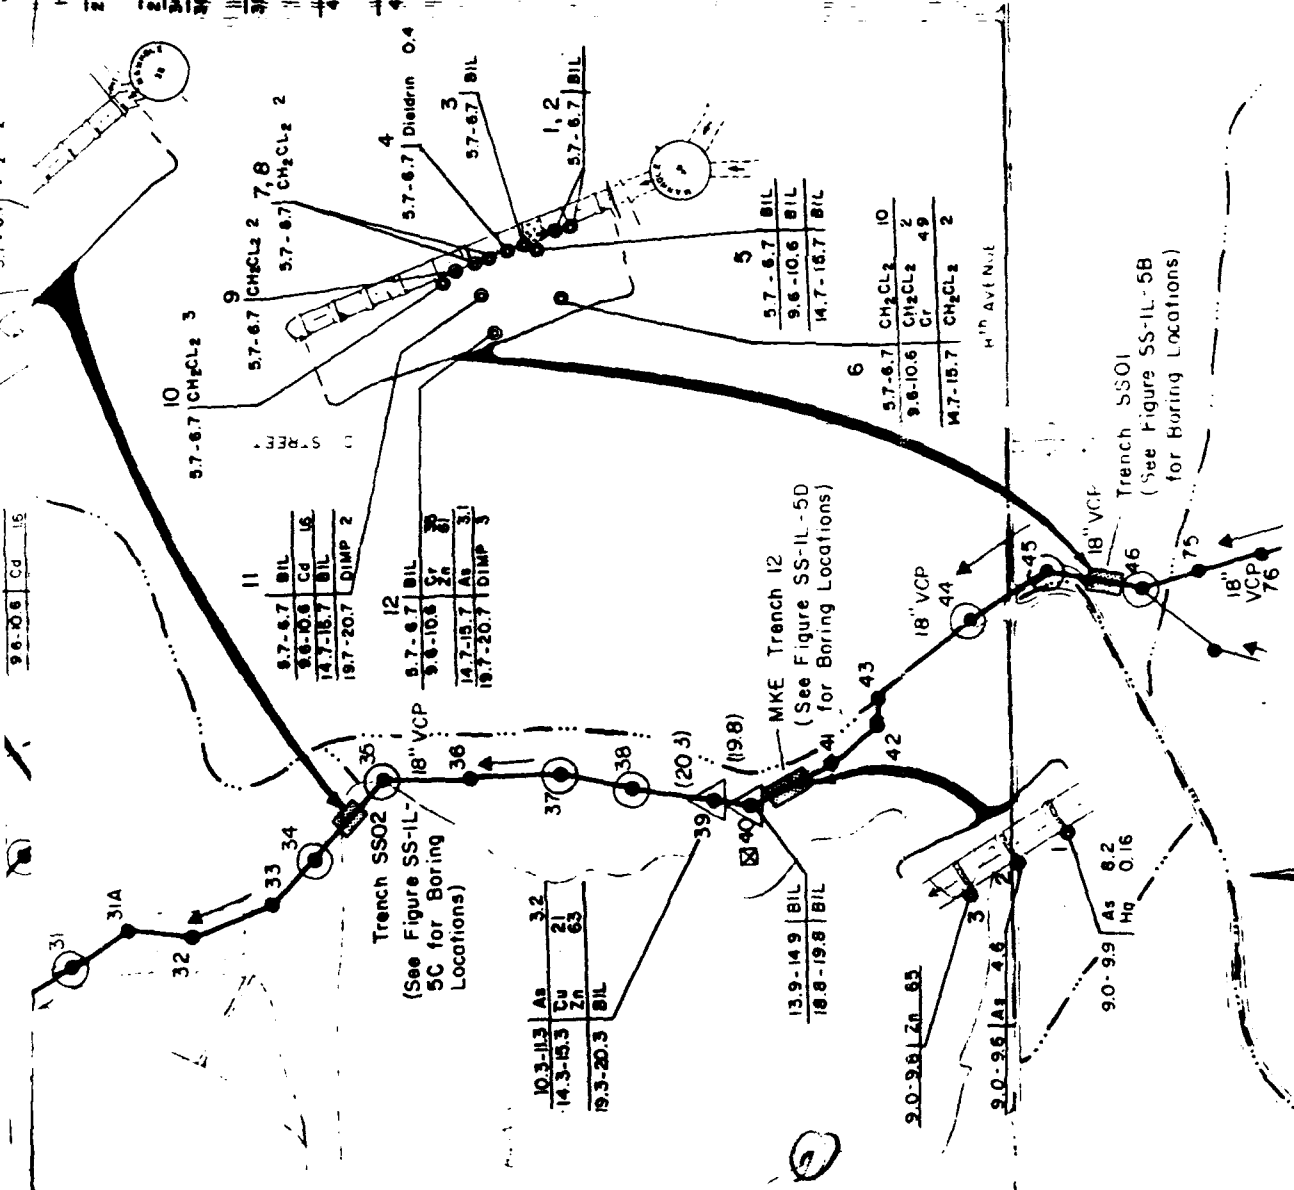 9.6-10.6 Cd 1.6
10
5.7-6.7 CH2CL2 3
9
5.7-6.7 CH2CL2 2
7,8
5.7-6.7 CH2CL2 2
4
5.7-6.7 Dieldrin 0.4
3
5.7-6.7 BIL
1, 2
5.7-6.7 BIL
5
5.7-6.7 BIL
9.6-10.6 BIL
14.7-15.7 BIL
6
5.7-6.7 CH2CL2 10
9.6-10.6 CH2CL2 2
Cr 49
14.7-15.7 CH2CL2 2
11
5.7-6.7 BIL
9.6-10.6 Cd 1.6
14.7-15.7 BIL
19.7-20.7 DIMP 2
12
5.7-6.7 BIL
9.6-10.6 Cr 35
Zn 61
14.7-15.7 As 3.1
19.7-20.7 DIMP 3
D STREET
MANHOLE
8th AVENUE
31
31A
32
33
34
Trench SS02
(See Figure SS-IL-
5C for Boring
Locations)
35
18" VCP
36
37
38
39
(20.3)
40
(19.8)
10.3-11.3 As 3.2
14.3-15.3 Cu 21
Zn 63
19.3-20.3 BIL
13.9-14.9 BIL
18.8-19.8 BIL
MKE Trench 12
(See Figure SS-IL-5D
for Boring Locations)
41
42
43
18" VCP
44
45
18" VCP
46
Trench SS01
(See Figure SS-IL-5B
for Boring Locations)
75
18"
VCP
76
3
9.0-9.6 Zn 65
2
9.0-9.6 As 4.6
1
9.0-9.9 As 8.2
Hg 0.16